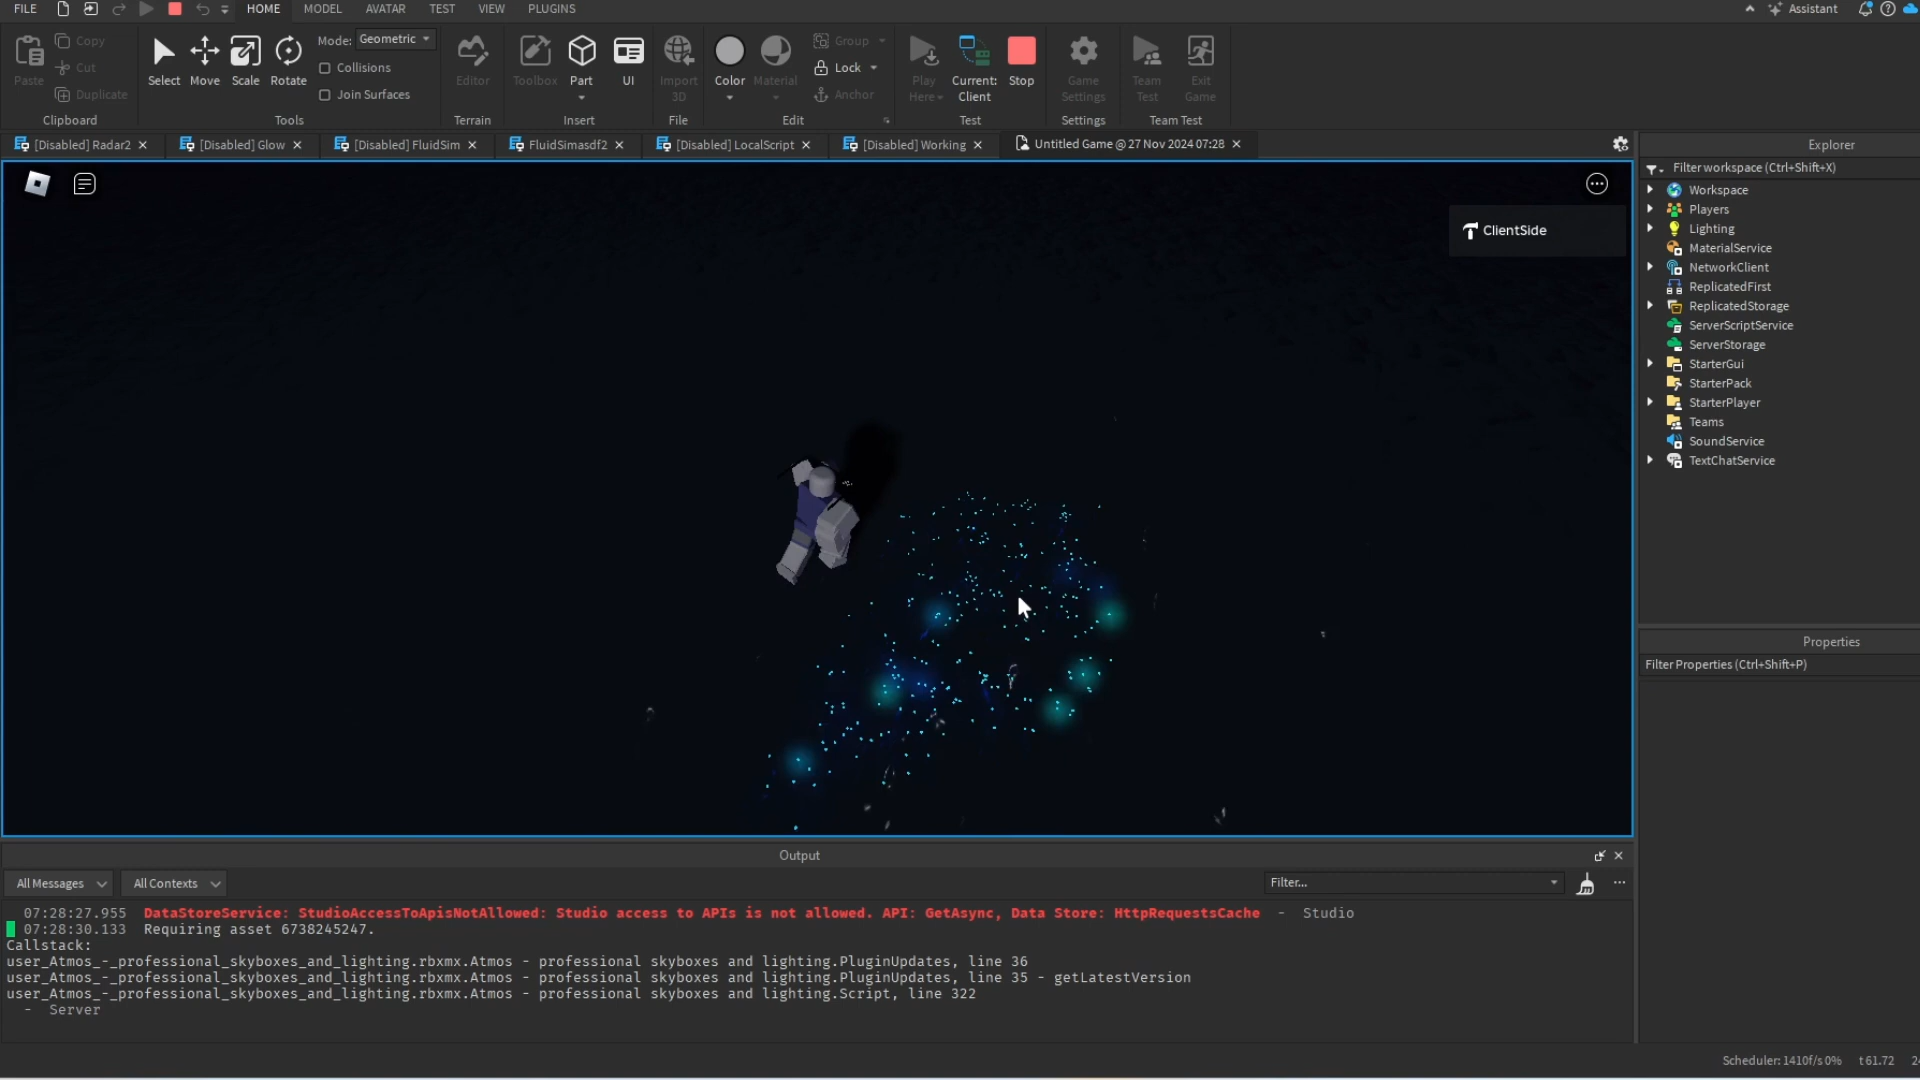 FILE HOME MODEL AVATAR TEST VIEW PLUGINS Assistant
Copy Mode: Geometric Group
Cut Collisions Lock
Paste Select Move Scale Rotate Editor Toolbox Part UI Import 3D Color Material Play Here Current: Client Stop Game Settings Team Test Exit Game
Duplicate Join Surfaces Anchor
Clipboard Tools Terrain Insert File Edit Test Settings Team Test
[Disabled] Radar2 [Disabled] Glow [Disabled] FluidSim FluidSimasdf2 [Disabled] LocalScript [Disabled] Working Untitled Game @ 27 Nov 2024 07:28 Explorer
Filter workspace (Ctrl+Shift+X)
Workspace
Players
Lighting
MaterialService
NetworkClient
ReplicatedFirst
ReplicatedStorage
ServerScriptService
ServerStorage
StarterGui
StarterPack
StarterPlayer
Teams
SoundService
TextChatService
ClientSide
Properties
Filter Properties (Ctrl+Shift+P)
Output
All Messages All Contexts Filter...
07:28:27.955 DataStoreService: StudioAccessToApisNotAllowed: Studio access to APIs is not allowed. API: GetAsync, Data Store: HttpRequestsCache - Studio
07:28:30.133 Requiring asset 6738245247.
Callstack:
user_Atmos_-_professional_skyboxes_and_lighting.rbxmx.Atmos - professional skyboxes and lighting.PluginUpdates, line 36
user_Atmos_-_professional_skyboxes_and_lighting.rbxmx.Atmos - professional skyboxes and lighting.PluginUpdates, line 35 - getLatestVersion
user_Atmos_-_professional_skyboxes_and_lighting.rbxmx.Atmos - professional skyboxes and lighting.Script, line 322
- Server
Scheduler: 1410f/s 0% t 61.72